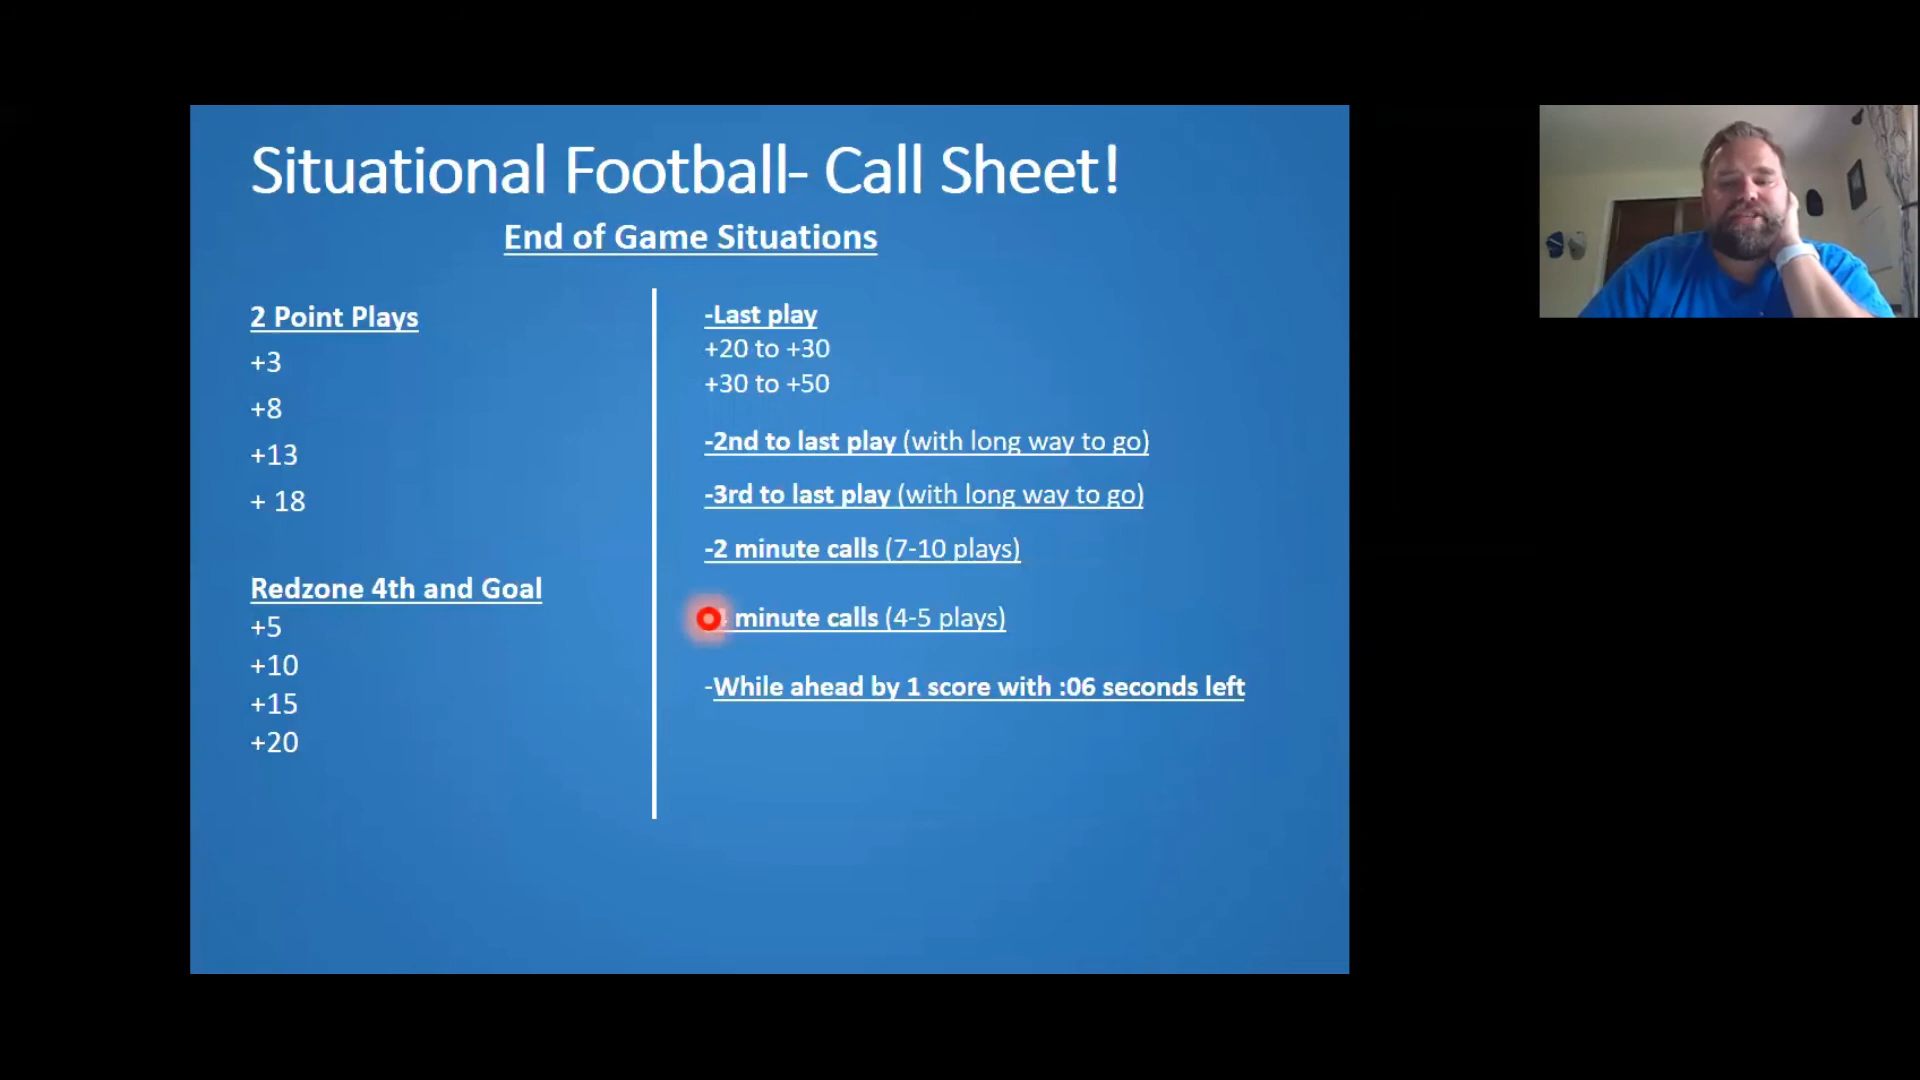 Situational Football- Call Sheet!
End of Game Situations
2 Point Plays
+3
+8
+13
+ 18
Redzone 4th and Goal
+5
+10
+15
+20
-Last play
+20 to +30
+30 to +50
-2nd to last play (with long way to go)
-3rd to last play (with long way to go)
-2 minute calls (7-10 plays)
minute calls (4-5 plays)
-While ahead by 1 score with :06 seconds left